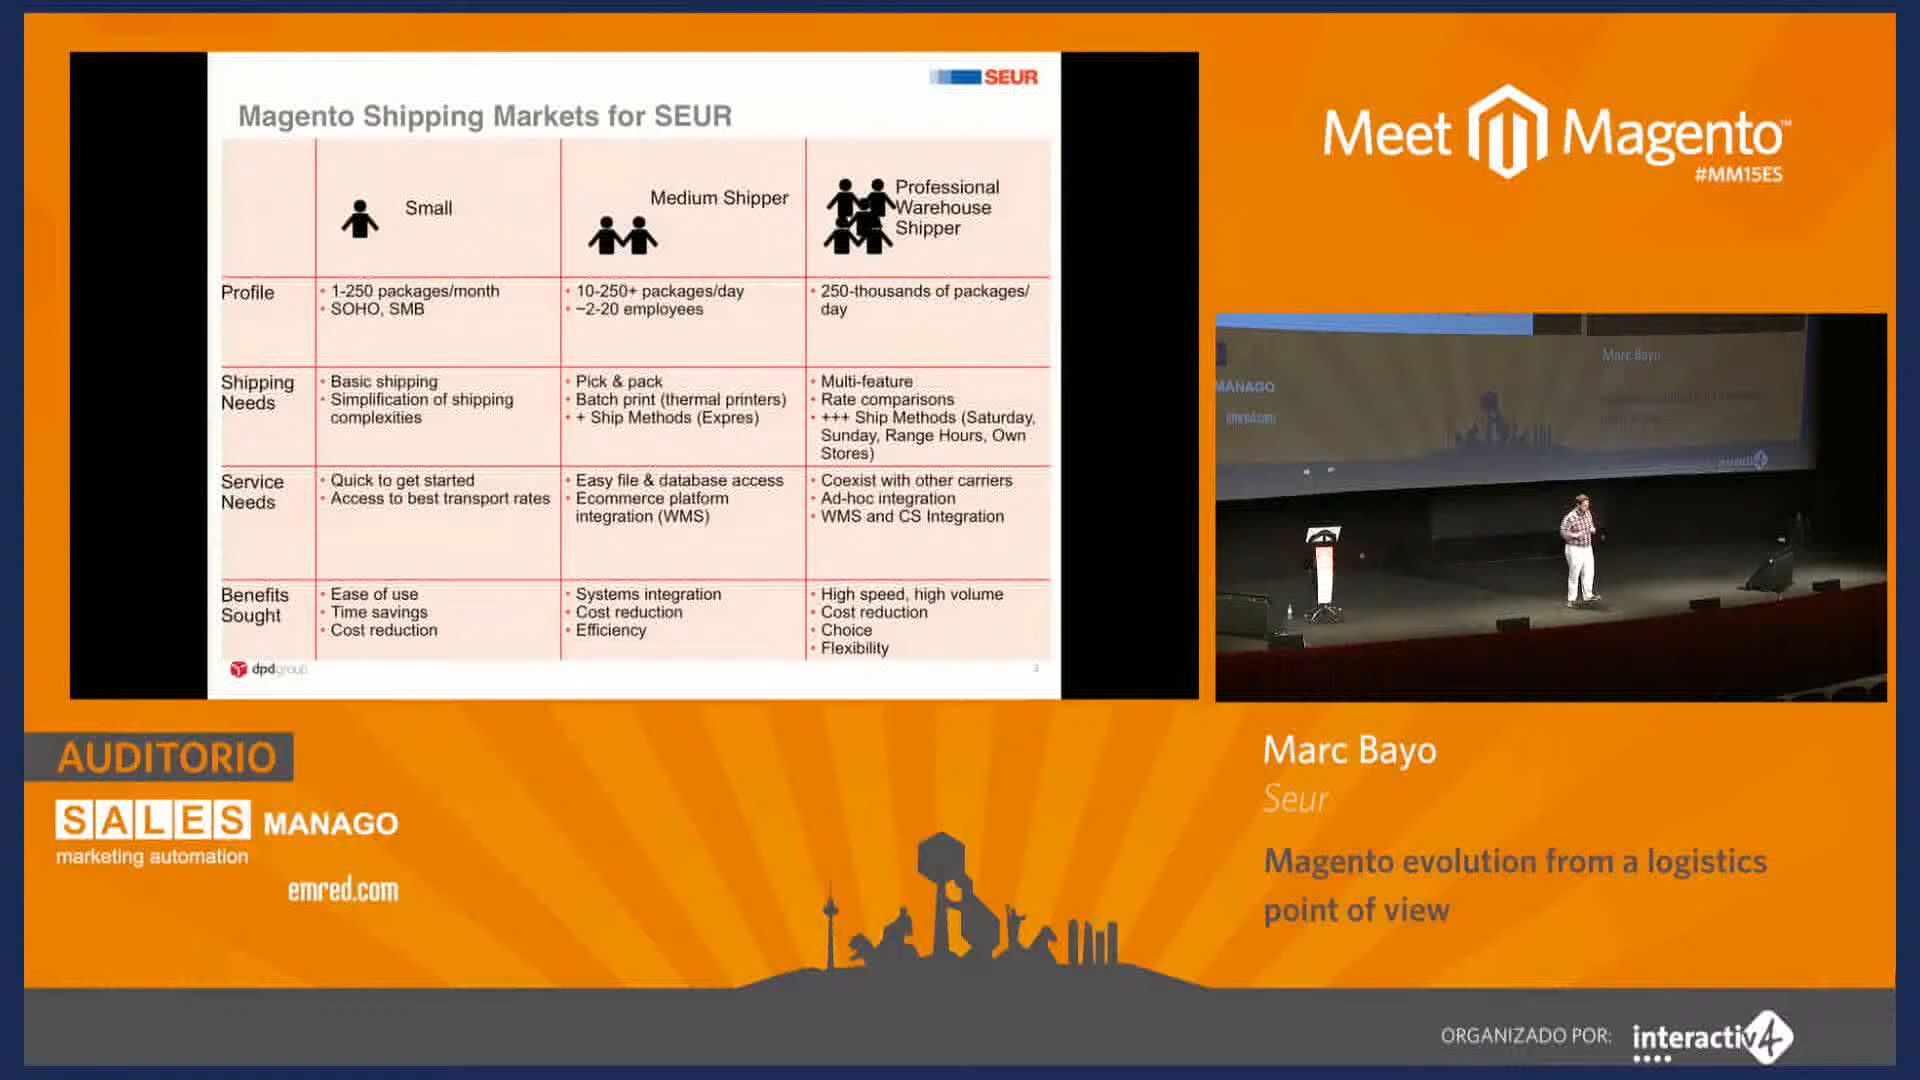 SEUR
Magento Shipping Markets for SEUR
Small
Medium Shipper
Professional
Warehouse
Shipper
Profile
• 1-250 packages/month
• SOHO, SMB
• 10-250+ packages/day
• ~2-20 employees
• 250-thousands of packages/
day
Shipping
Needs
• Basic shipping
• Simplification of shipping
complexities
• Pick & pack
• Batch print (thermal printers)
• + Ship Methods (Expres)
• Multi-feature
• Rate comparisons
• +++ Ship Methods (Saturday,
Sunday, Range Hours, Own
Stores)
Service
Needs
• Quick to get started
• Access to best transport rates
• Easy file & database access
• Ecommerce platform
integration (WMS)
• Coexist with other carriers
• Ad-hoc integration
• WMS and CS Integration
Benefits
Sought
• Ease of use
• Time savings
• Cost reduction
• Systems integration
• Cost reduction
• Efficiency
• High speed, high volume
• Cost reduction
• Choice
• Flexibility
dpdgroup
3
Meet Magento™
#MM15ES
Marc Bayo
MANAGO
emred.com
AUDITORIO
SALES MANAGO
marketing automation
emred.com
Marc Bayo
Seur
Magento evolution from a logistics
point of view
ORGANIZADO POR: interactiv4